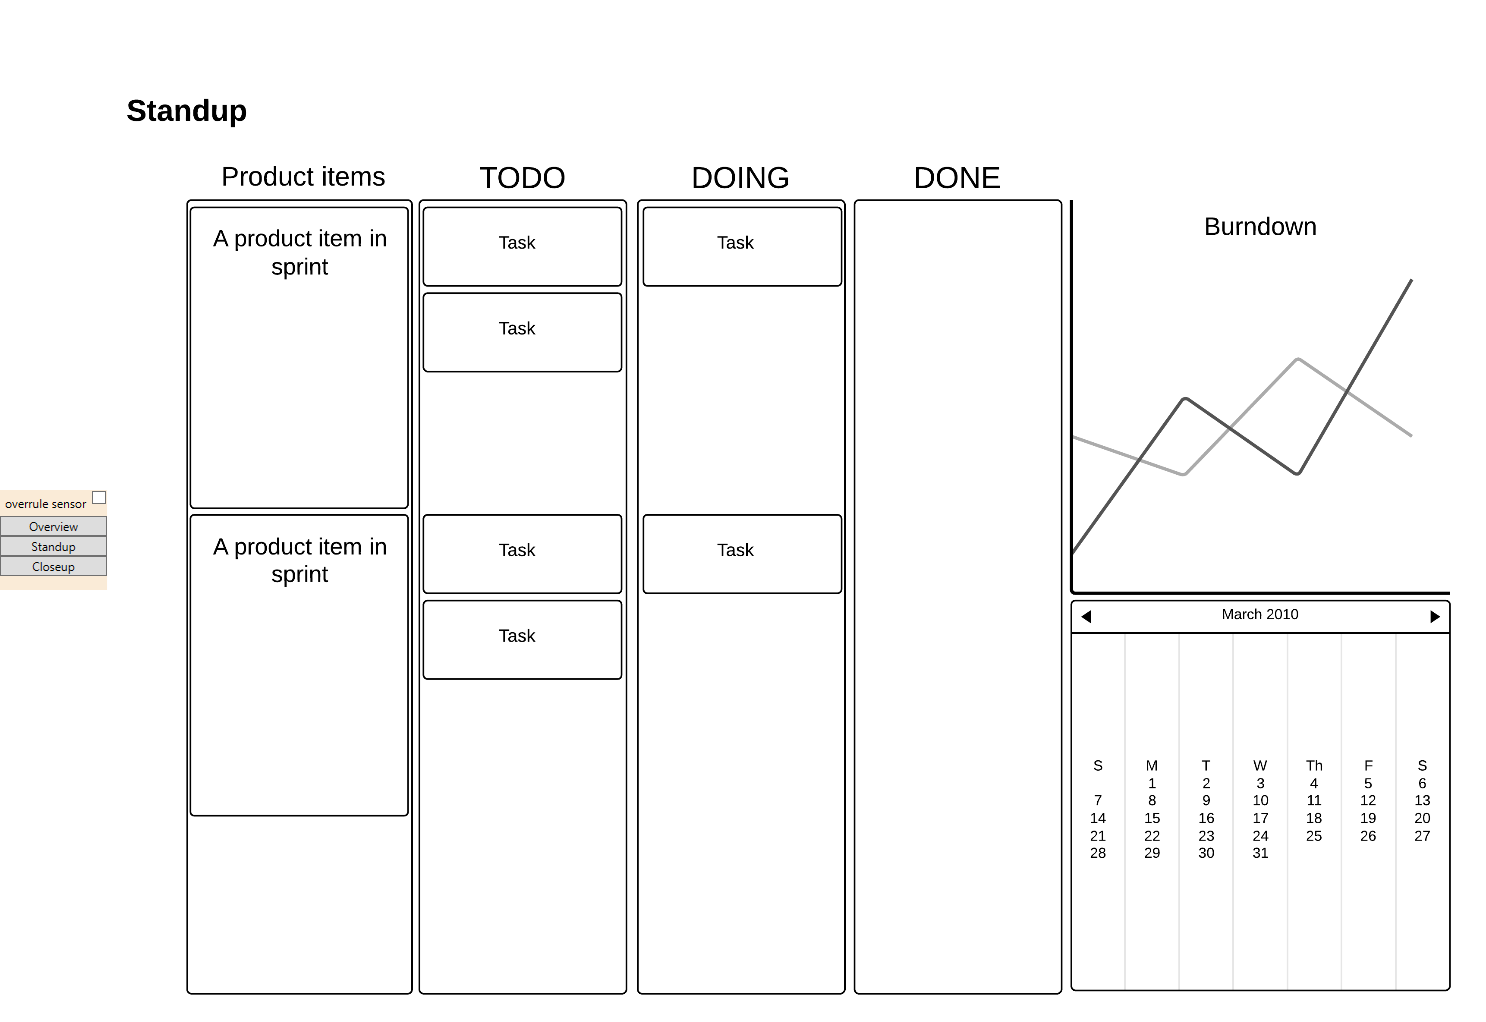 Standup
Product items
TODO
DOING
DONE
A product item in
sprint
Task
Task
Task
A product item in
sprint
Task
Task
Task
Burndown
overrule sensor
Overview
Standup
Closeup
March 2010
S M T W Th F S
1 2 3 4 5 6
7 8 9 10 11 12 13
14 15 16 17 18 19 20
21 22 23 24 25 26 27
28 29 30 31